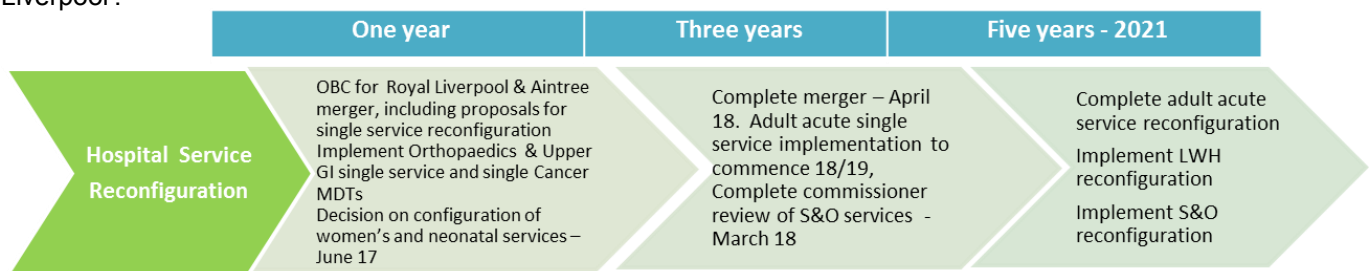 Liverpool?
One year
Three years
Five years - 2021
Hospital Service
Reconfiguration
OBC for Royal Liverpool & Aintree
merger, including proposals for
single service reconfiguration
Implement Orthopaedics & Upper
GI single service and single Cancer
MDTs
Decision on configuration of
women's and neonatal services –
June 17
Complete merger – April
18. Adult acute single
service implementation to
commence 18/19,
Complete commissioner
review of S&O services -
March 18
Complete adult acute
service reconfiguration
Implement LWH
reconfiguration
Implement S&O
reconfiguration